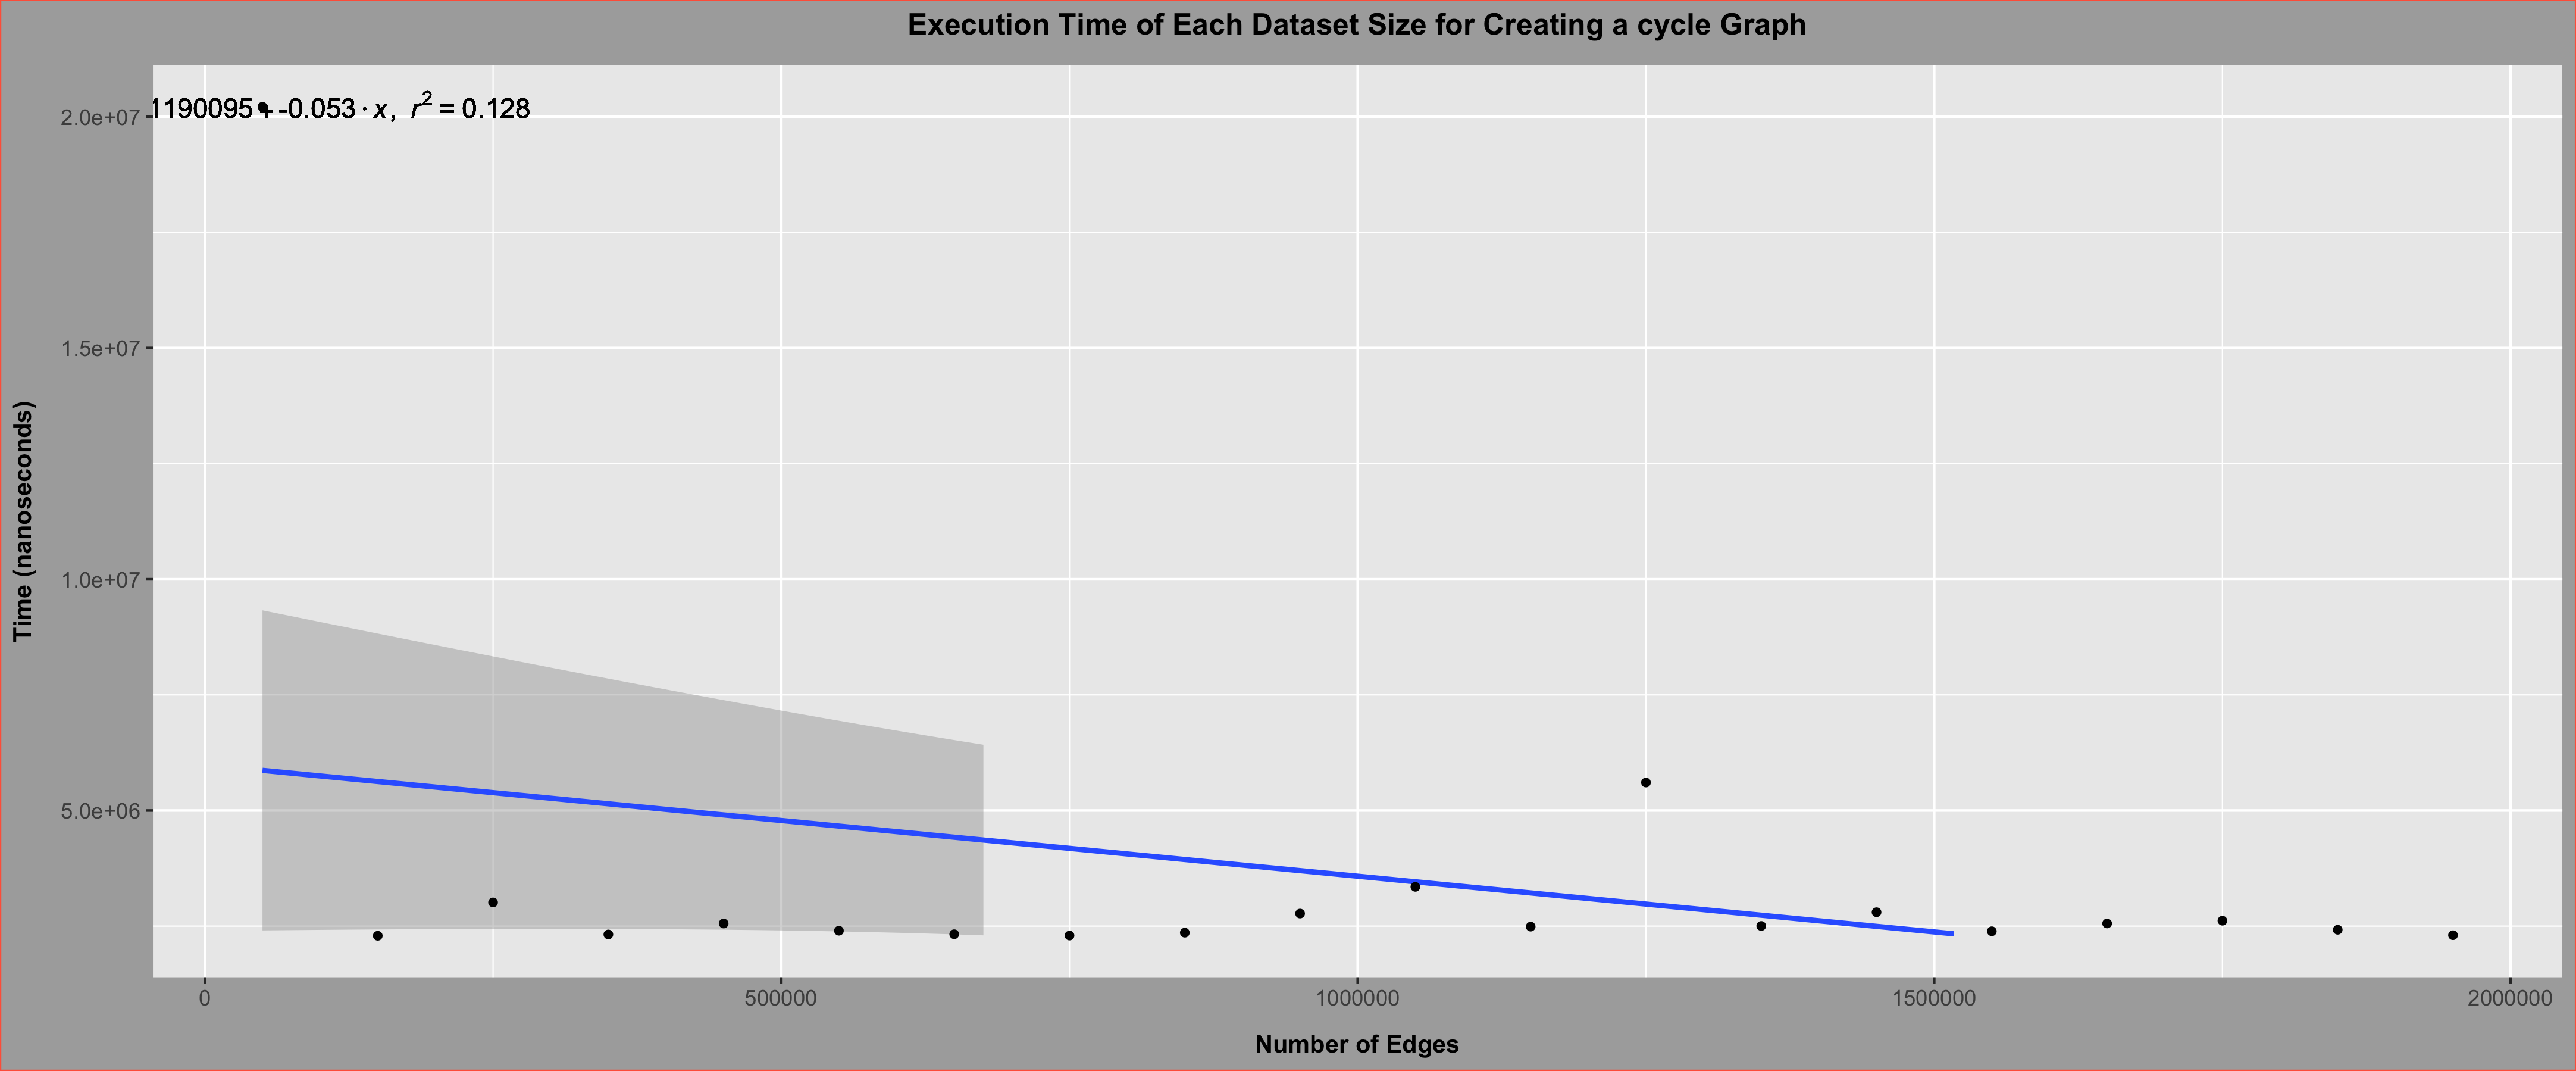 Execution Time of Each Dataset Size for Creating a cycle Graph
1190095 + -0.053 · x, r² = 0.128
2.0e+07
1.5e+07
1.0e+07
5.0e+06
Time (nanoseconds)
0 500000 1000000 1500000 2000000
Number of Edges